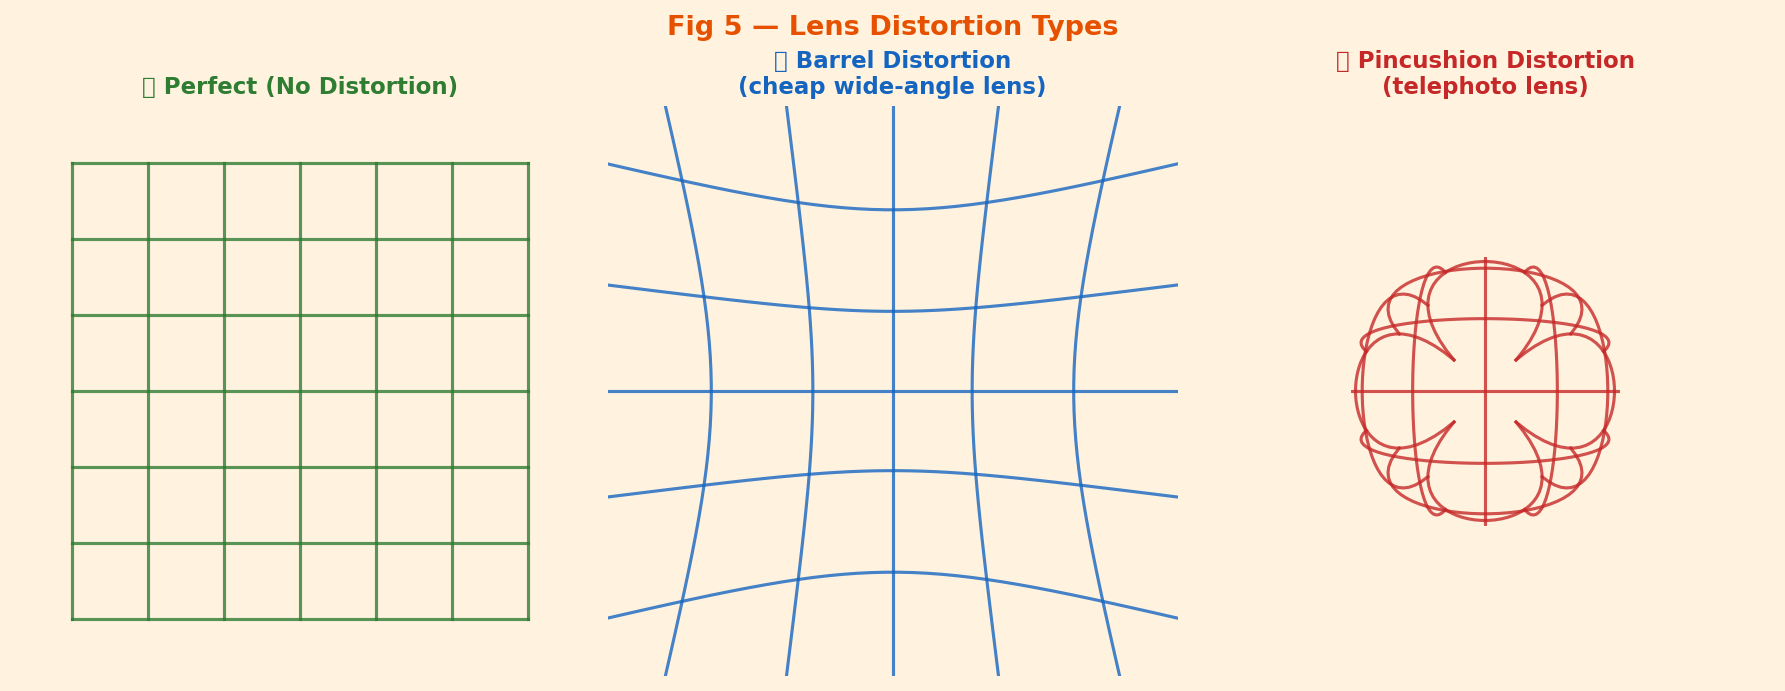 Fig 5 — Lens Distortion Types
▯ Perfect (No Distortion)
▯ Barrel Distortion
(cheap wide-angle lens)
▯ Pincushion Distortion
(telephoto lens)